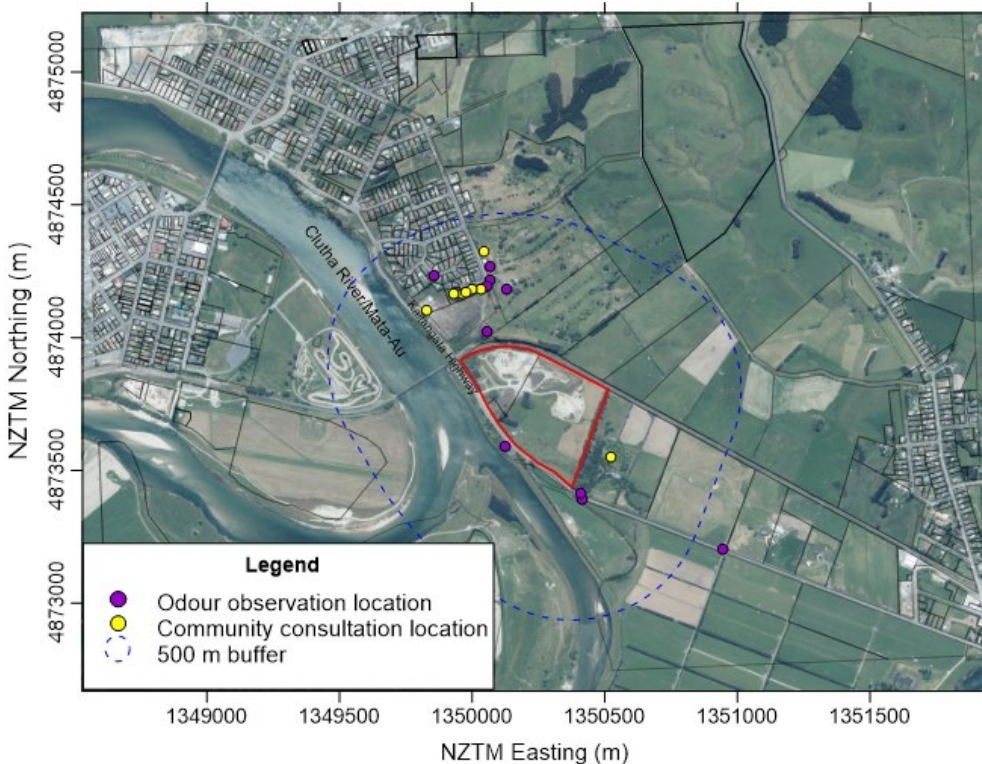 NZTM Northing (m)
4875000
4874500
4874000
4873500
4873000
Clutha River/Mata-Au
Kaitangata Highway
Legend
Odour observation location
Community consultation location
500 m buffer
1349000
1349500
1350000
1350500
1351000
1351500
NZTM Easting (m)